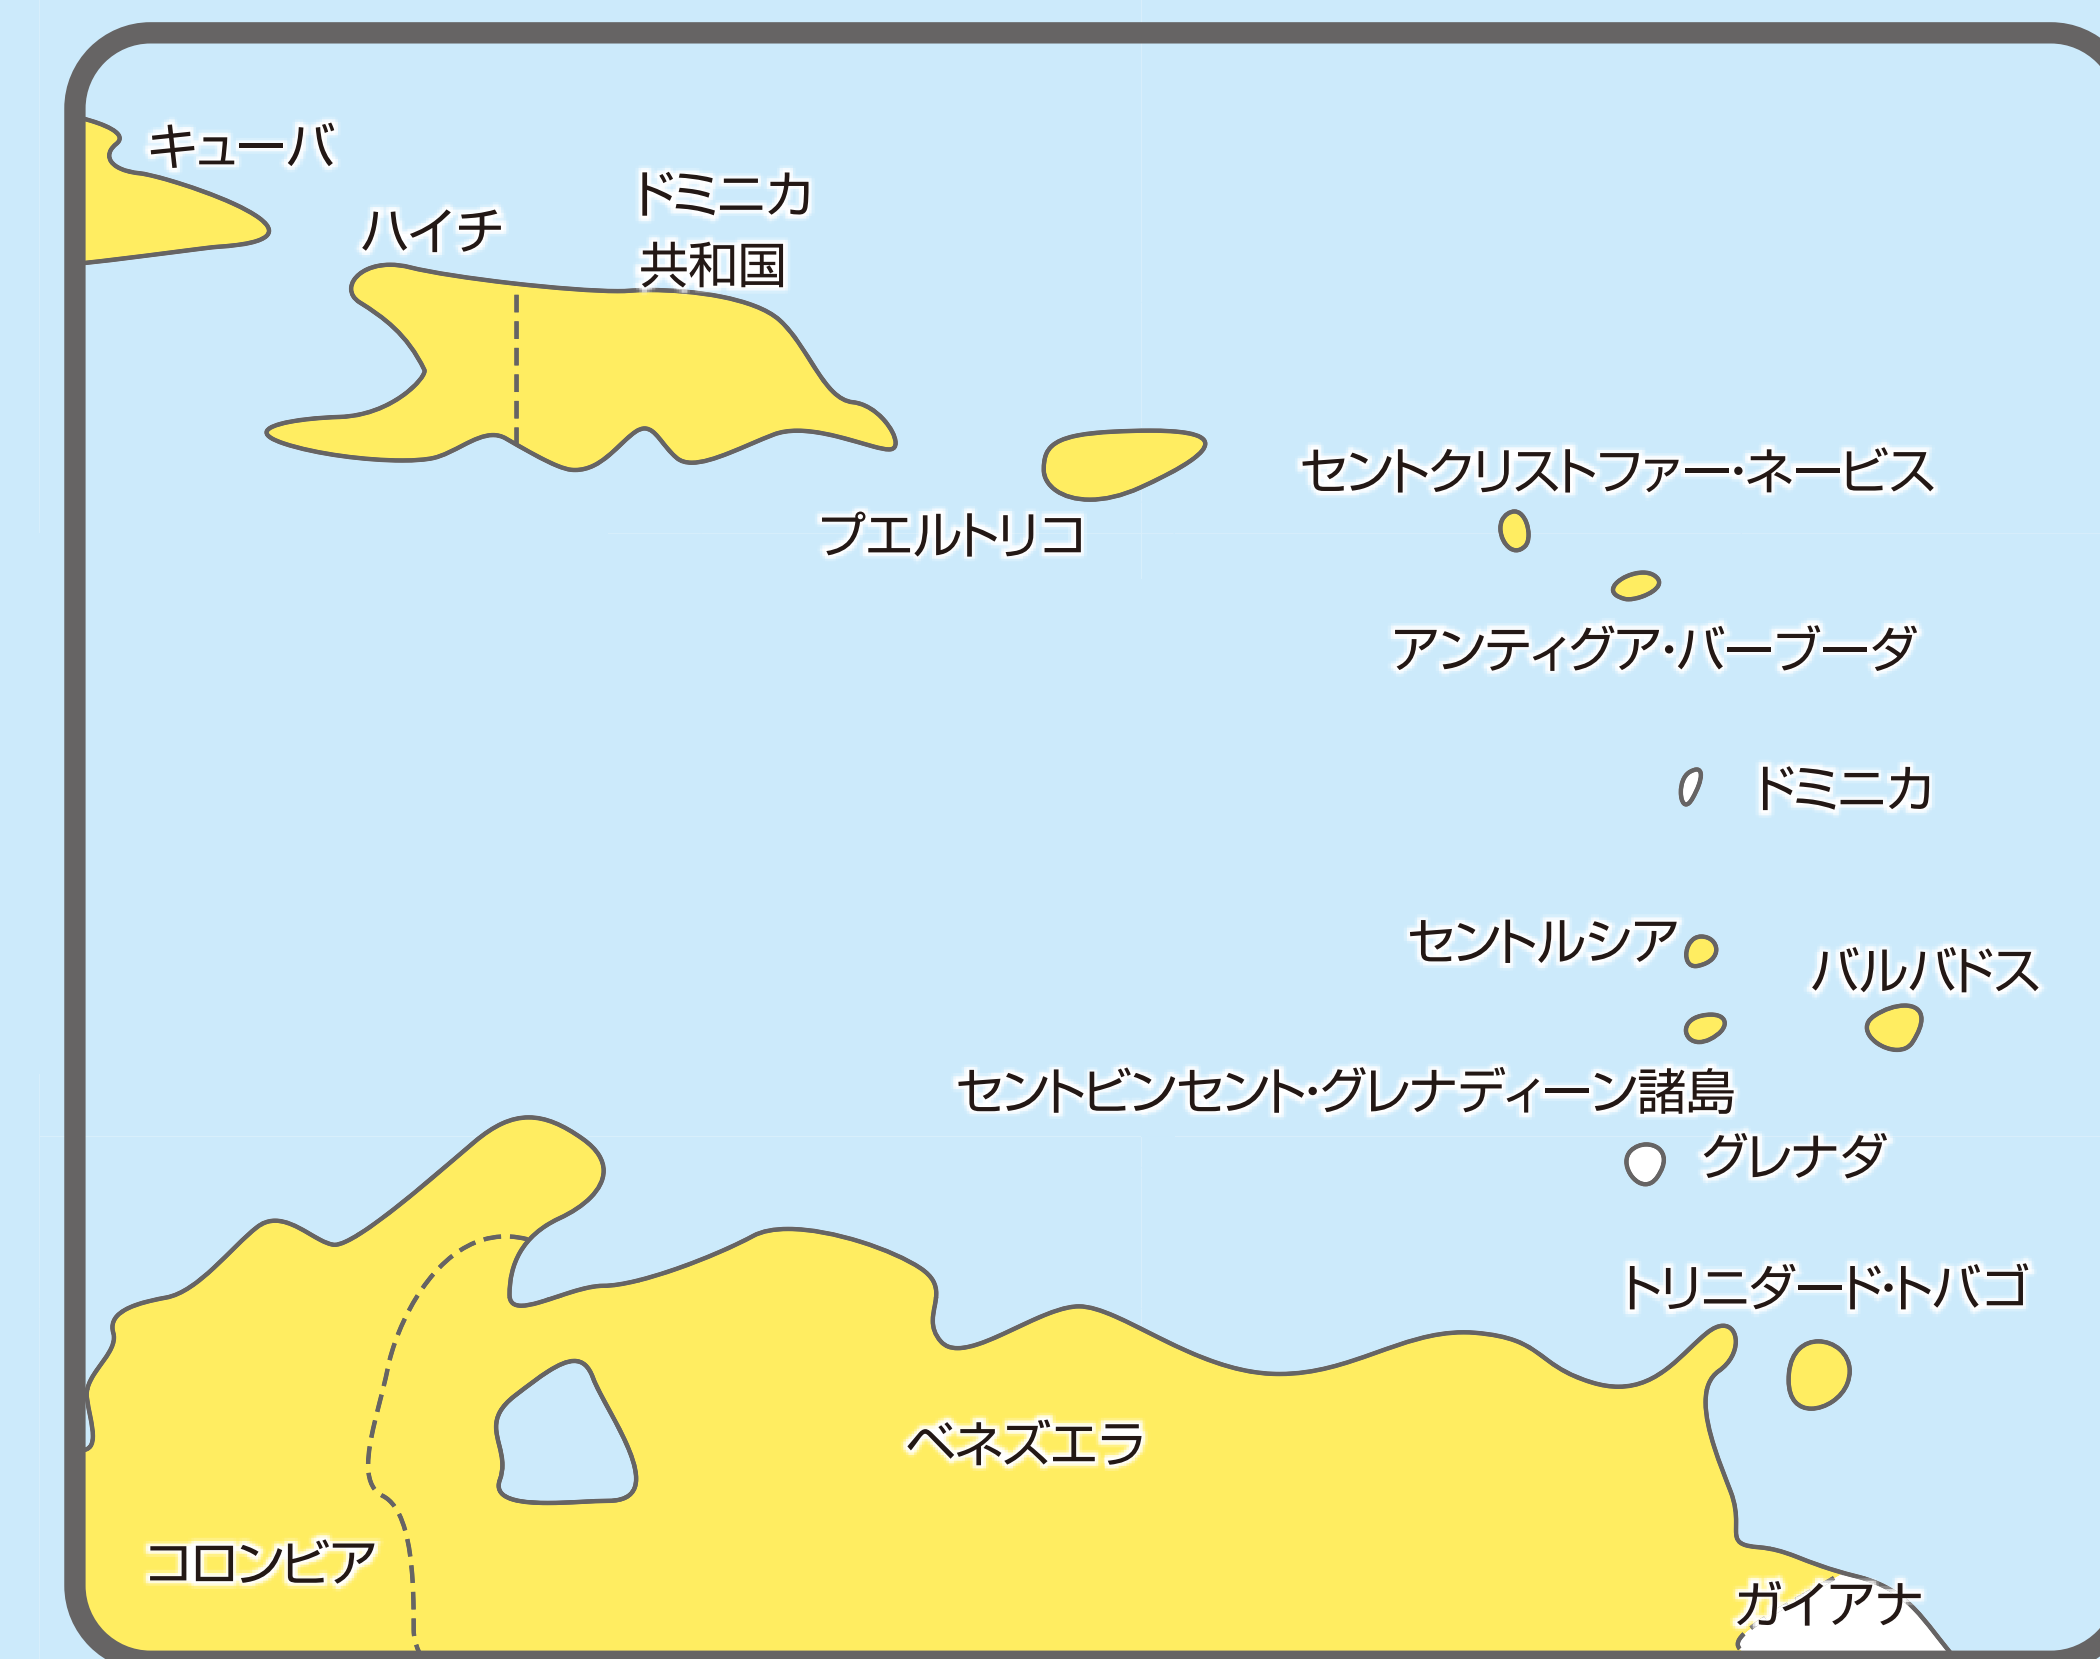 キューバ
ハイチ
ドミニカ
共和国
プエルトリコ
セントクリストファー・ネービス
アンティグア・バーブーダ
ドミニカ
セントルシア
バルバドス
セントビンセント・グレナディーン諸島
グレナダ
トリニダード・トバゴ
ベネズエラ
コロンビア
ガイアナ